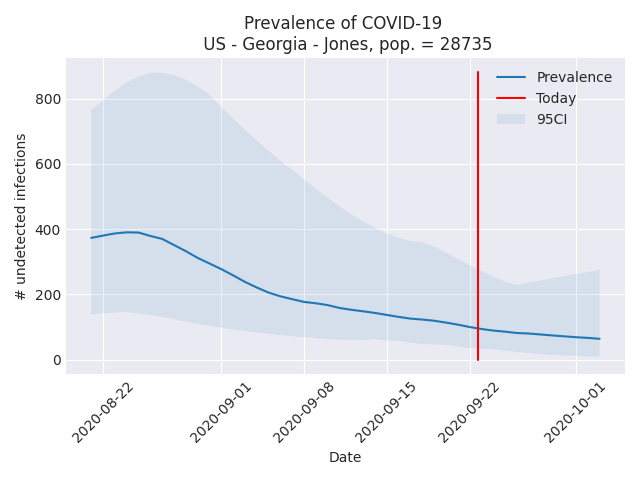 Prevalence of COVID-19
US - Georgia - Jones, pop. = 28735
Prevalence
Today
95CI
800
600
400
200
0
# undetected infections
2020-08-22
2020-09-01
2020-09-08
2020-09-15
2020-09-22
2020-10-01
Date